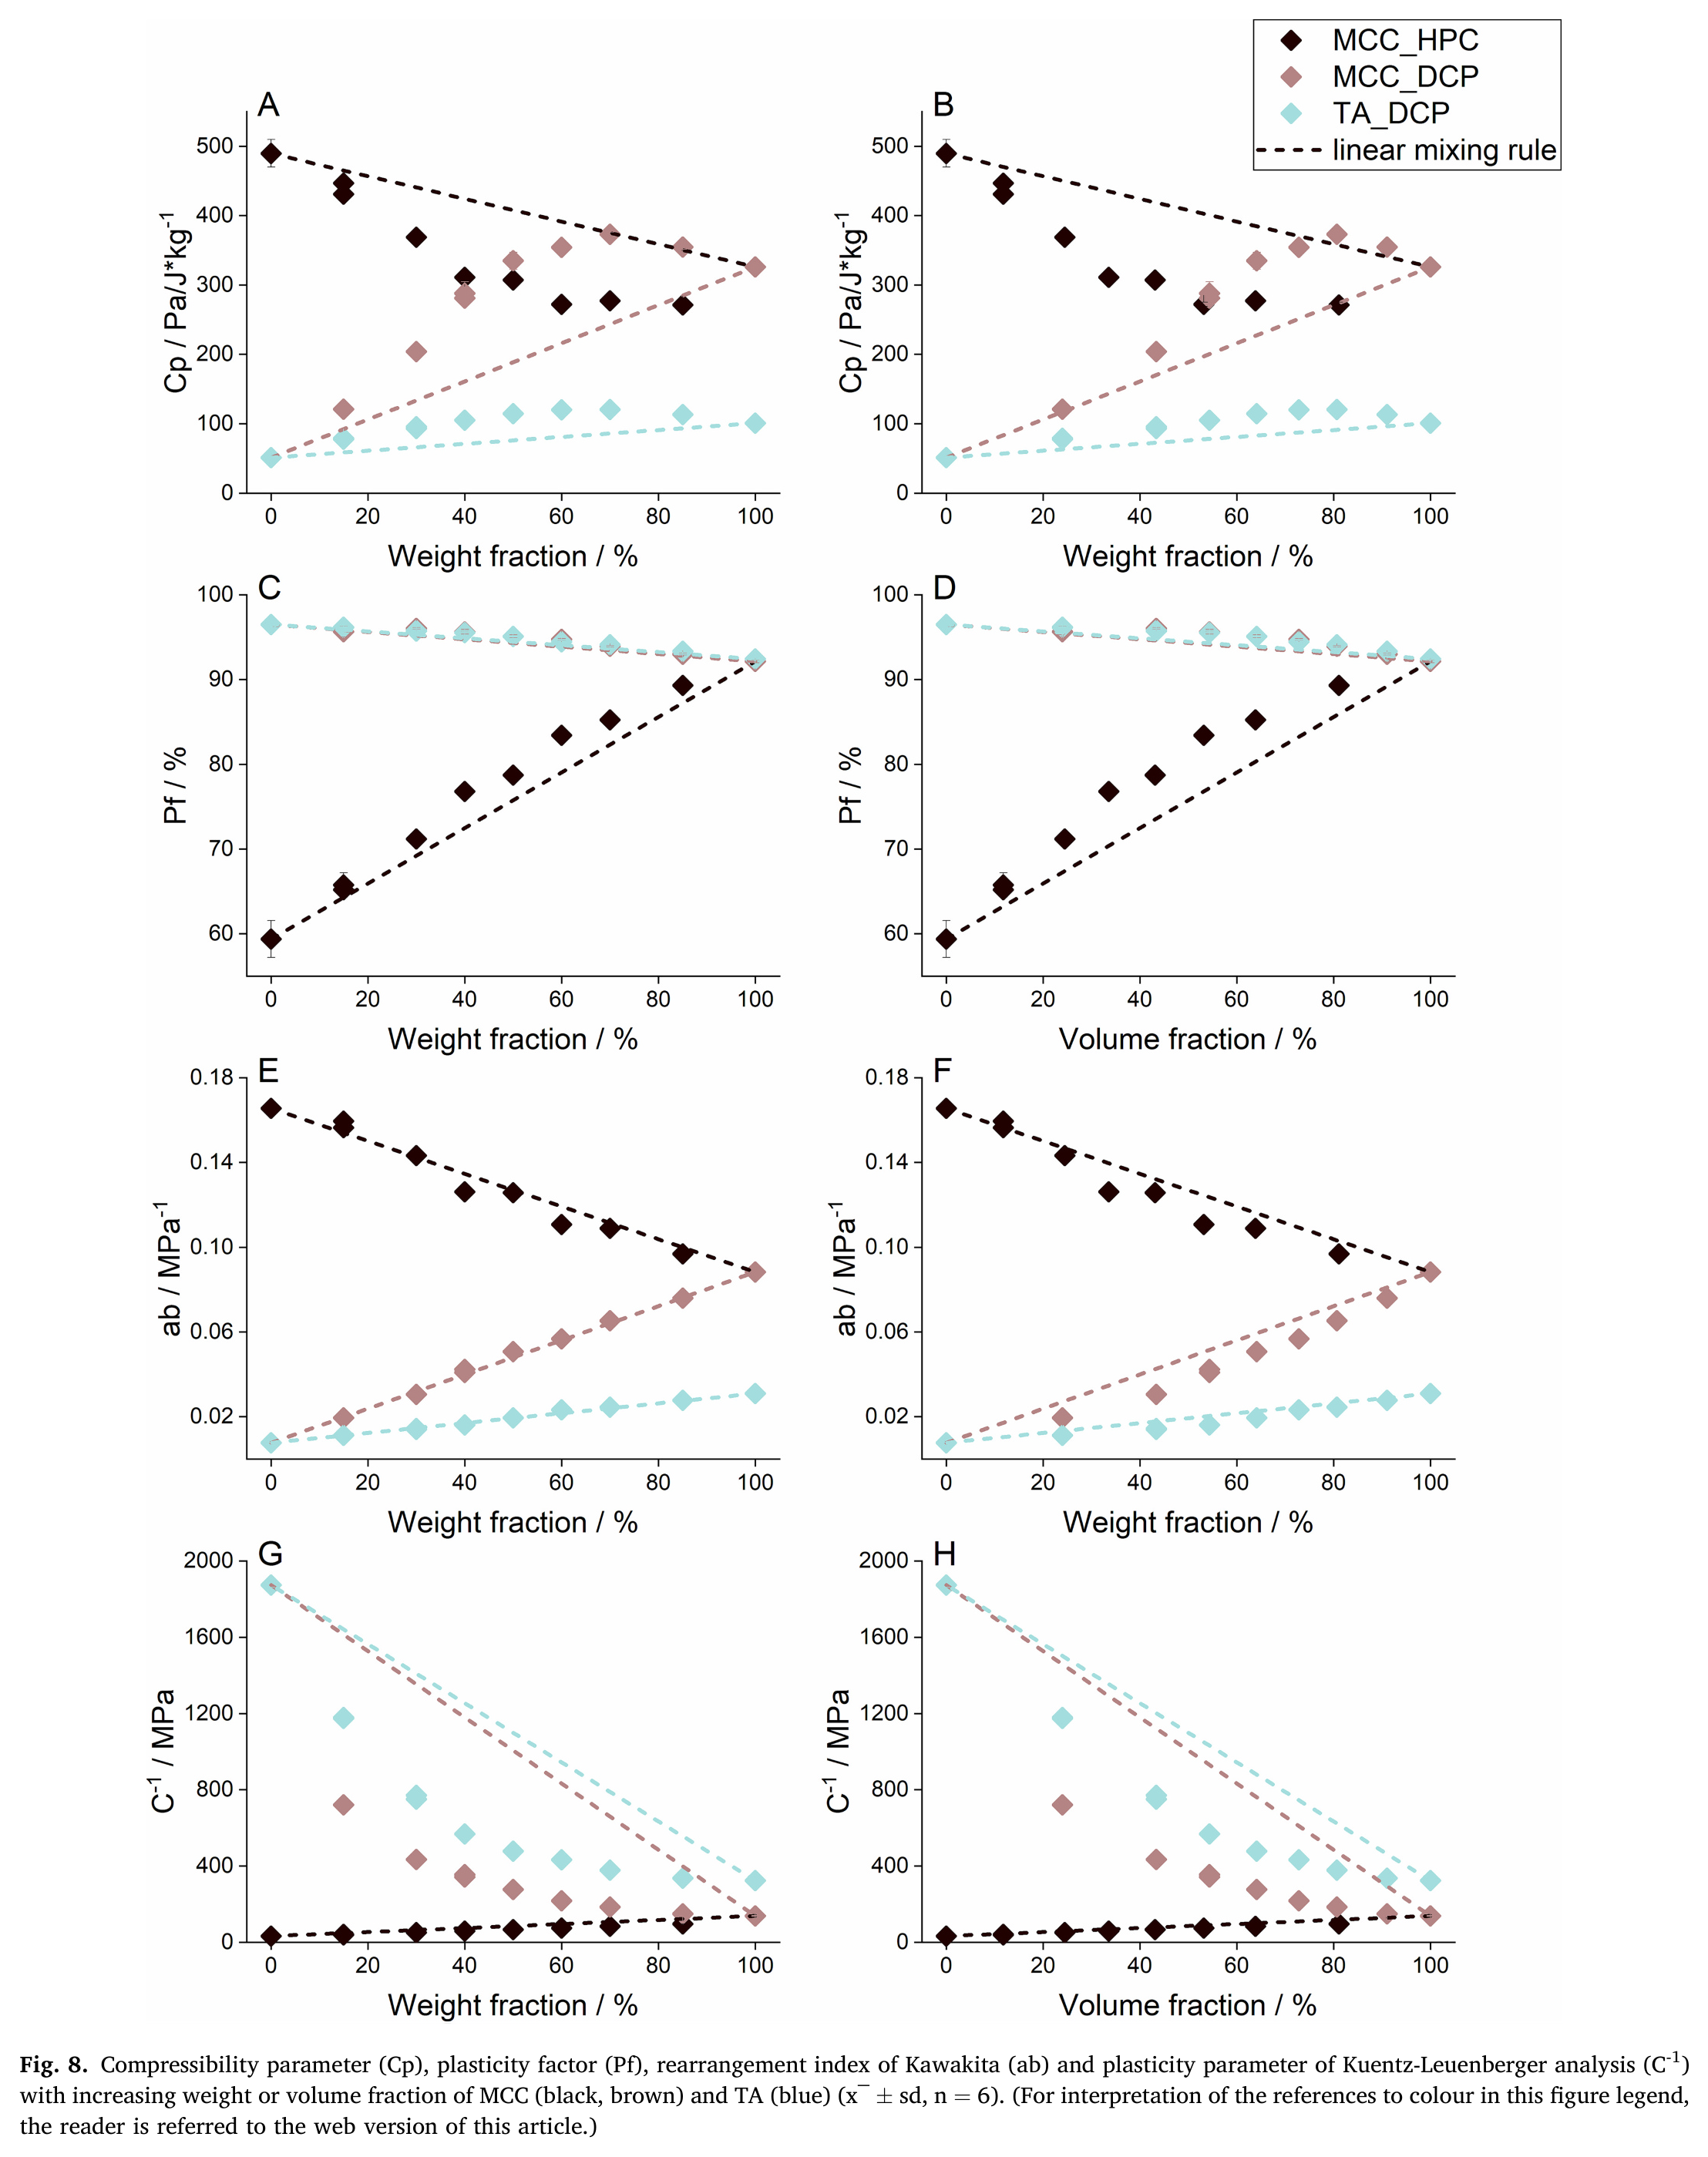 MCC_HPC
MCC_DCP
TA_DCP
linear mixing rule
A
500
400
300
200
100
0
Cp / Pa/J*kg-1
0 20 40 60 80 100
Weight fraction / %
B
500
400
300
200
100
0
Cp / Pa/J*kg-1
0 20 40 60 80 100
Weight fraction / %
C
100
90
80
70
60
Pf / %
0 20 40 60 80 100
Weight fraction / %
D
100
90
80
70
60
Pf / %
0 20 40 60 80 100
Volume fraction / %
E
0.18
0.14
0.10
0.06
0.02
ab / MPa-1
0 20 40 60 80 100
Weight fraction / %
F
0.18
0.14
0.10
0.06
0.02
ab / MPa-1
0 20 40 60 80 100
Weight fraction / %
G
2000
1600
1200
800
400
0
C-1 / MPa
0 20 40 60 80 100
Weight fraction / %
H
2000
1600
1200
800
400
0
C-1 / MPa
0 20 40 60 80 100
Volume fraction / %
Fig. 8. Compressibility parameter (Cp), plasticity factor (Pf), rearrangement index of Kawakita (ab) and plasticity parameter of Kuentz-Leuenberger analysis (C-1)
with increasing weight or volume fraction of MCC (black, brown) and TA (blue) (x¯ ± sd, n = 6). (For interpretation of the references to colour in this figure legend,
the reader is referred to the web version of this article.)